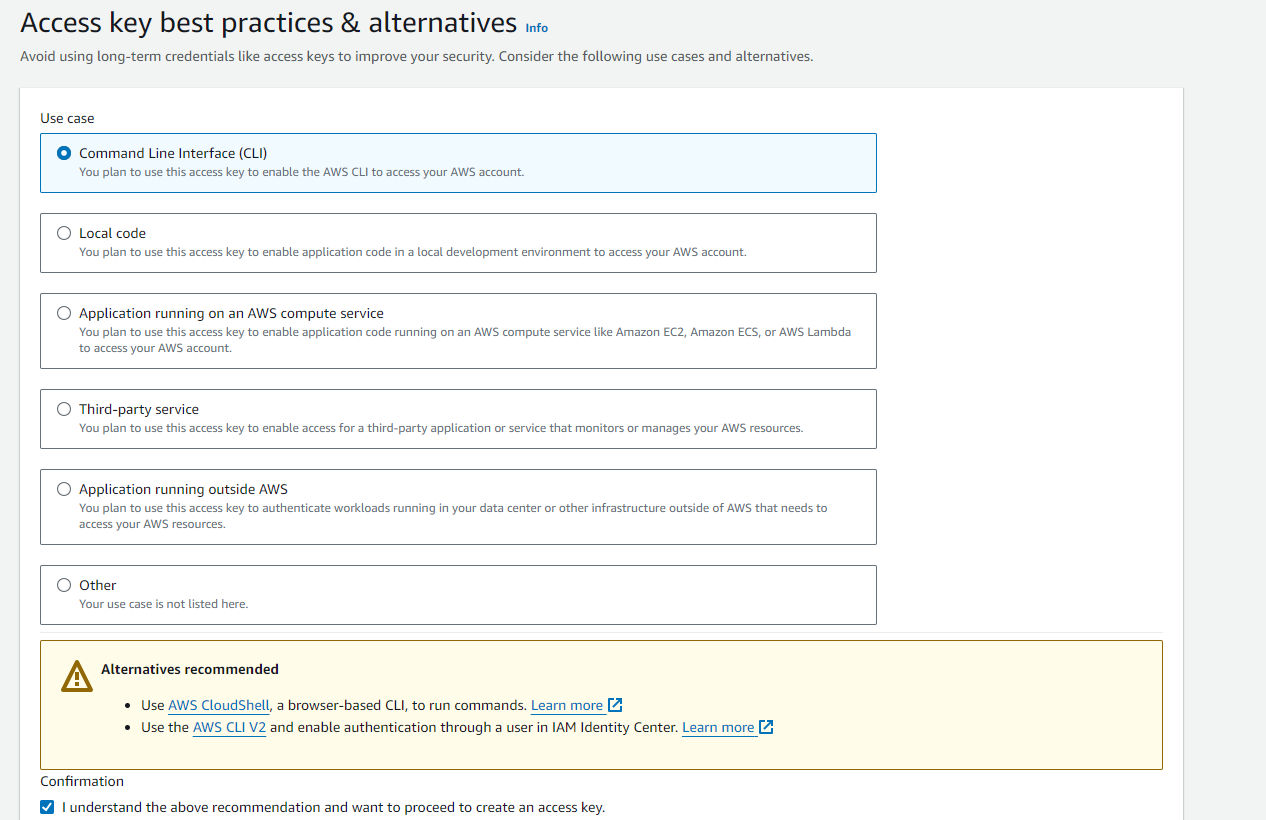 Access key best practices & alternatives Info
Avoid using long-term credentials like access keys to improve your security. Consider the following use cases and alternatives.
Use case
Command Line Interface (CLI)
You plan to use this access key to enable the AWS CLI to access your AWS account.
Local code
You plan to use this access key to enable application code in a local development environment to access your AWS account.
Application running on an AWS compute service
You plan to use this access key to enable application code running on an AWS compute service like Amazon EC2, Amazon ECS, or AWS Lambda
to access your AWS account.
Third-party service
You plan to use this access key to enable access for a third-party application or service that monitors or manages your AWS resources.
Application running outside AWS
You plan to use this access key to authenticate workloads running in your data center or other infrastructure outside of AWS that needs to
access your AWS resources.
Other
Your use case is not listed here.
Alternatives recommended
Use AWS CloudShell, a browser-based CLI, to run commands. Learn more
Use the AWS CLI V2 and enable authentication through a user in IAM Identity Center. Learn more
Confirmation
I understand the above recommendation and want to proceed to create an access key.